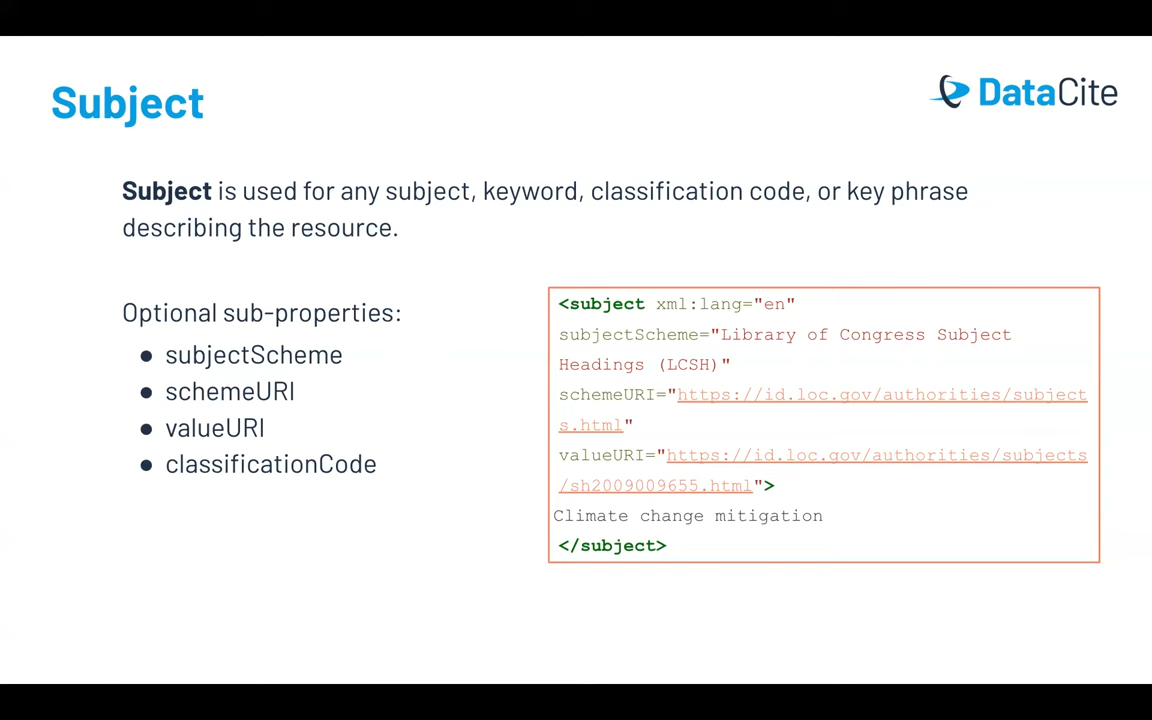 Subject
DataCite
Subject is used for any subject, keyword, classification code, or key phrase
describing the resource.
Optional sub-properties:
● subjectScheme
● schemeURI
● valueURI
● classificationCode
<subject xml:lang="en"
subjectScheme="Library of Congress Subject
Headings (LCSH)"
schemeURI="https://id.loc.gov/authorities/subject
s.html"
valueURI="https://id.loc.gov/authorities/subjects
/sh2009009655.html">
Climate change mitigation
</subject>